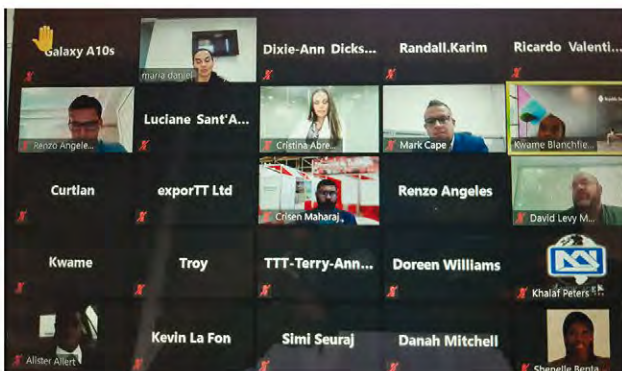 Galaxy A10s
maria daniel
Dixie-Ann Dicks...
Randall.Karim
Ricardo Valenti...
Renzo Angele...
Luciane Sant'A...
Cristina Abre...
Mark Cape
Kwame Blanchfie...
Curtlan
exporTT Ltd
Crisen Maharaj
Renzo Angeles
David Levy M...
Kwame
Troy
TTT-Terry-Ann...
Doreen Williams
Khalaf Peters
Allister Allert
Kevin La Fon
Simi Seuraj
Danah Mitchell
Shenelle Benta